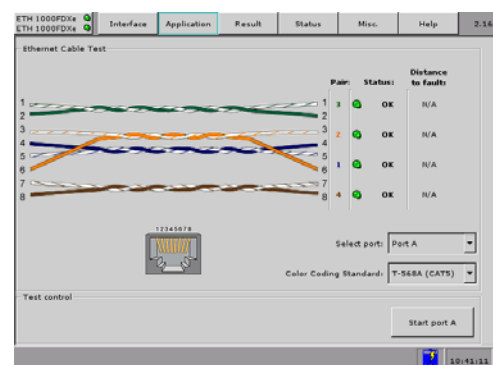 ETH 1000FDXe
ETH 1000FDXe
Interface Application Result Status Misc. Help 2.16
Ethernet Cable Test
Pair: Status: Distance to fault:
1 1 3 OK N/A
2 2
3 3 2 OK N/A
4 4
5 5 1 OK N/A
6 6
7 7 4 OK N/A
8 8
12345678
Select port: Port A
Color Coding Standard: T-568A (CAT5)
Test control
Start port A
10:41:11